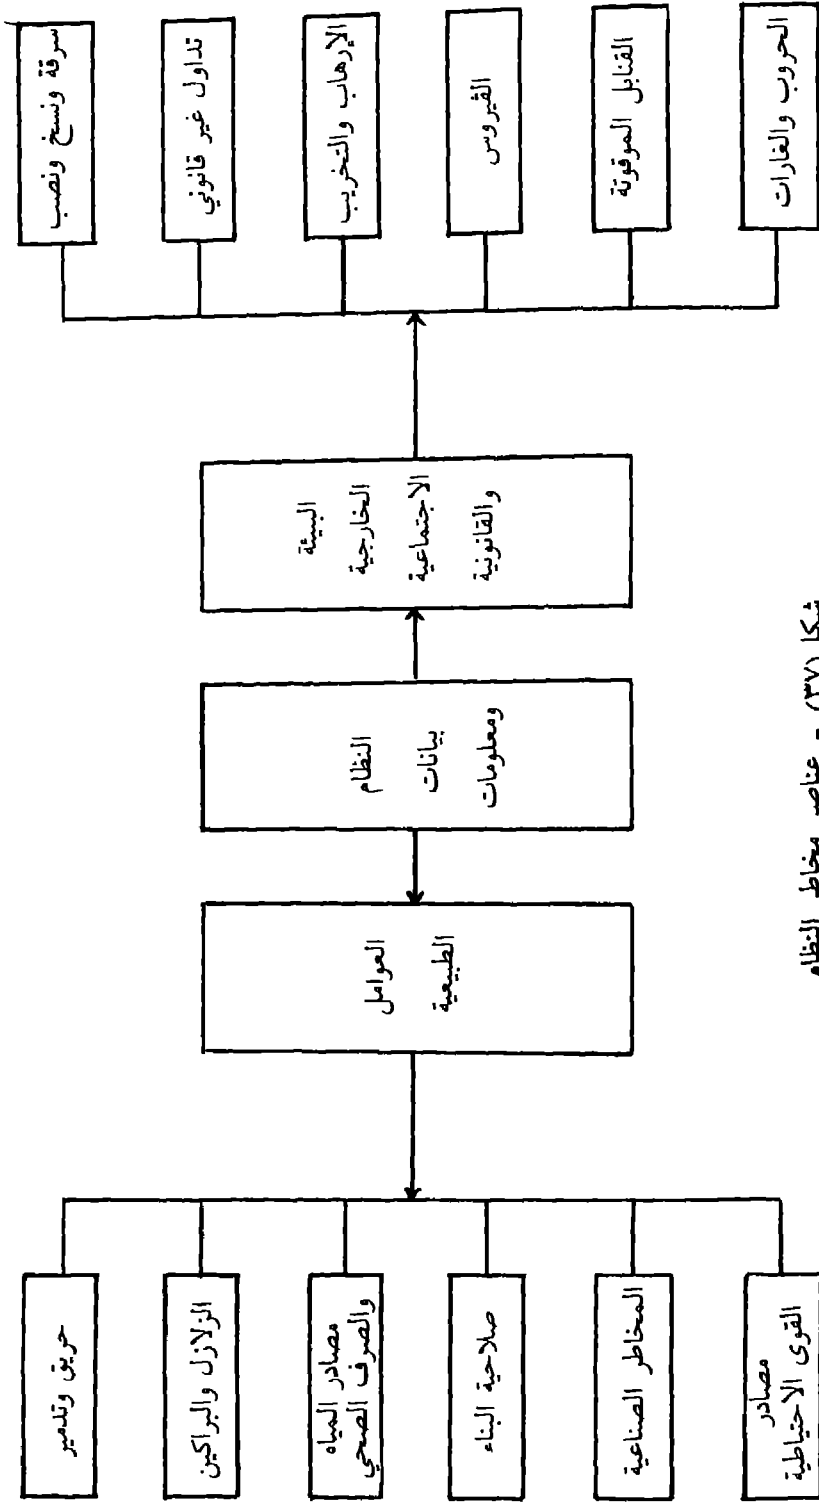 سرقة ونسخ ونصب
تداول غير قانوني
الإرهاب والتخريب
الڤيروس
القنابل الموقوتة
الحروب والغارات
البيئة
الخارجية
الاجتماعية
والقانونية
النظام
بيانات
ومعلومات
العوامل
الطبيعية
حريق وتدمير
الزلازل والبراكين
مصادر المياه
والصرف الصحي
صلاحية البناء
المخاطر الصناعية
مصادر
القوى الاحتياطية
شكل (٣٧) - عناصر مخاطر النظام